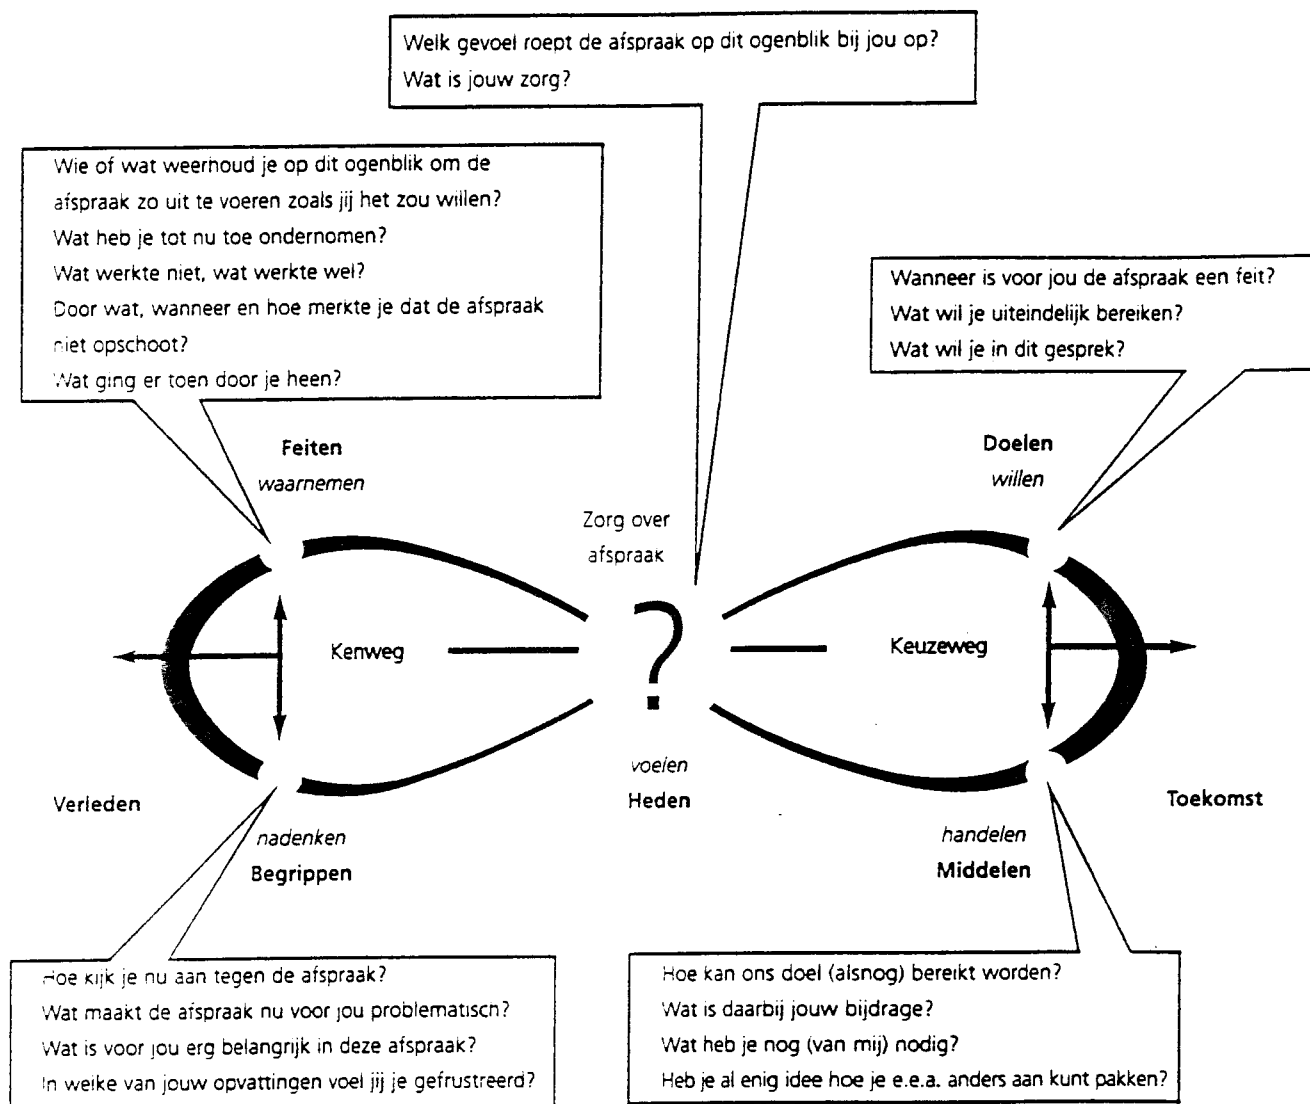 Welk gevoel roept de afspraak op dit ogenblik bij jou op?
Wat is jouw zorg?
Wie of wat weerhoud je op dit ogenblik om de
afspraak zo uit te voeren zoals jij het zou willen?
Wat heb je tot nu toe ondernomen?
Wat werkte niet, wat werkte wel?
Door wat, wanneer en hoe merkte je dat de afspraak
niet opschoot?
Wat ging er toen door je heen?
Wanneer is voor jou de afspraak een feit?
Wat wil je uiteindelijk bereiken?
Wat wil je in dit gesprek?
Feiten
waarnemen
Doelen
willen
Zorg over
afspraak
Kenweg
?
Keuzeweg
voelen
Heden
Verleden
Toekomst
nadenken
Begrippen
handelen
Middelen
Hoe kijk je nu aan tegen de afspraak?
Wat maakt de afspraak nu voor jou problematisch?
Wat is voor jou erg belangrijk in deze afspraak?
In welke van jouw opvattingen voel jij je gefrustreerd?
Hoe kan ons doel (alsnog) bereikt worden?
Wat is daarbij jouw bijdrage?
Wat heb je nog (van mij) nodig?
Heb je al enig idee hoe je e.e.a. anders aan kunt pakken?